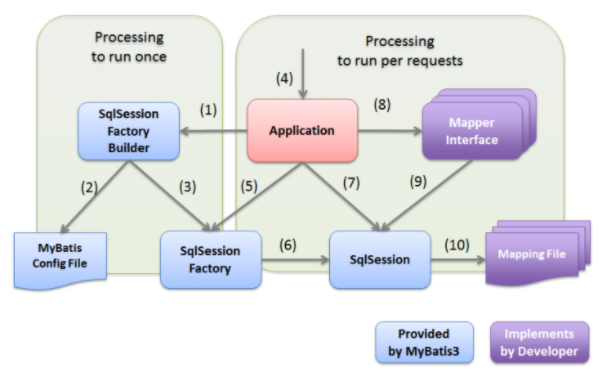 Processing
to run once
Processing
to run per requests
(4)
SqlSession
Factory
Builder
(1)
Application
(8)
Mapper
Interface
(2)
(3)
(5)
(7)
(9)
MyBatis
Config File
SqlSession
Factory
(6)
SqlSession
(10)
Mapping File
Provided
by MyBatis3
Implements
by Developer